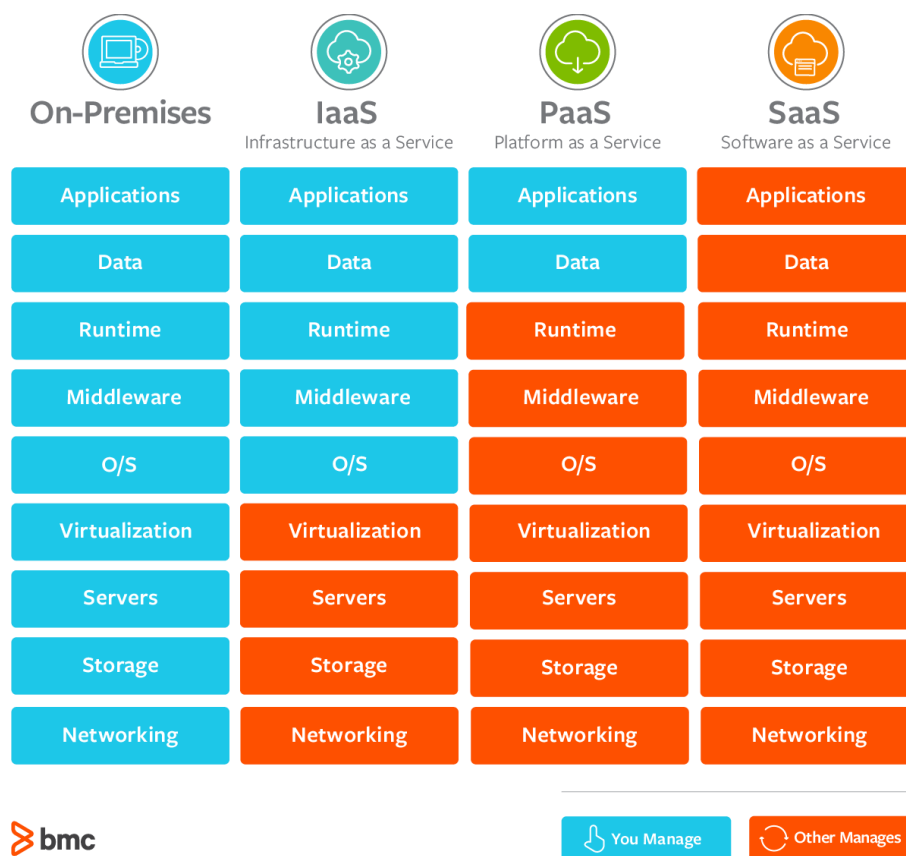 On-Premises
IaaS
Infrastructure as a Service
PaaS
Platform as a Service
SaaS
Software as a Service
Applications Applications Applications Applications
Data Data Data Data
Runtime Runtime Runtime Runtime
Middleware Middleware Middleware Middleware
O/S O/S O/S O/S
Virtualization Virtualization Virtualization Virtualization
Servers Servers Servers Servers
Storage Storage Storage Storage
Networking Networking Networking Networking
bmc
You Manage
Other Manages